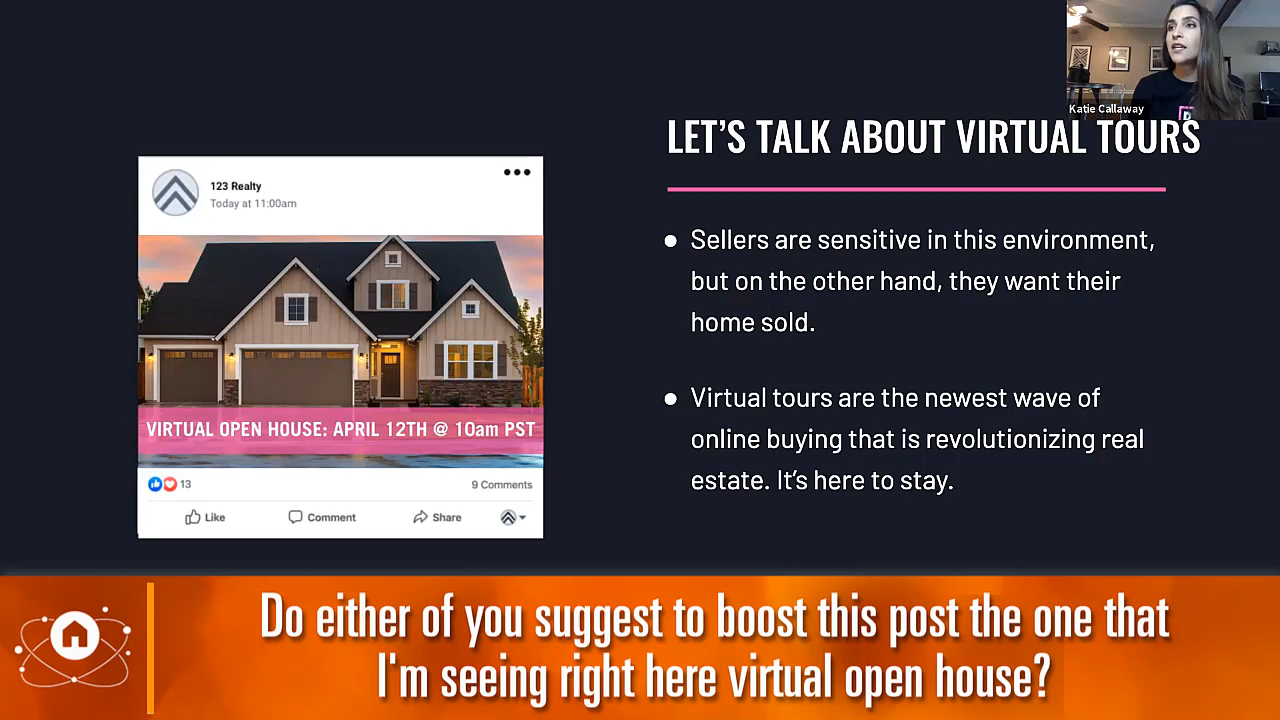 Katie Callaway
LET'S TALK ABOUT VIRTUAL TOURS
123 Realty
Today at 11:00am
VIRTUAL OPEN HOUSE: APRIL 12TH @ 10am PST
13
9 Comments
Like
Comment
Share
● Sellers are sensitive in this environment,
but on the other hand, they want their
home sold.
● Virtual tours are the newest wave of
online buying that is revolutionizing real
estate. It's here to stay.
Do either of you suggest to boost this post the one that
I'm seeing right here virtual open house?